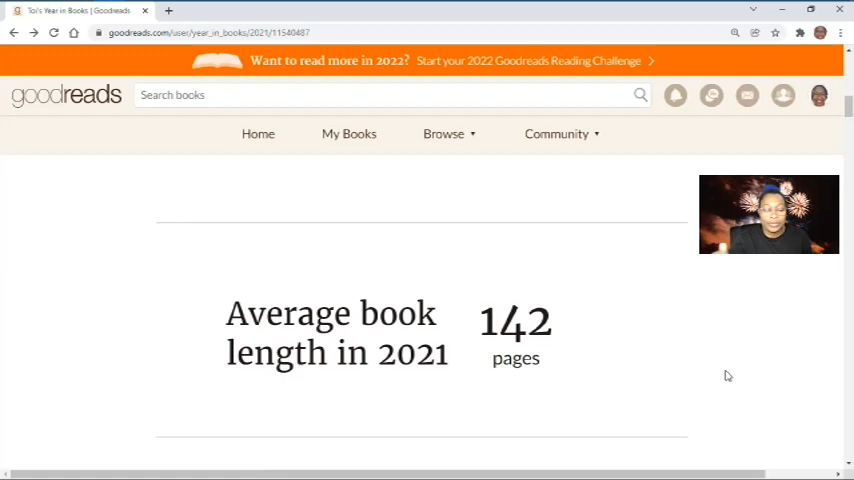 Toi's Year in Books | Goodreads
goodreads.com/user/year_in_books/2021/11540487
Want to read more in 2022? Start your 2022 Goodreads Reading Challenge
goodreads
Search books
Home My Books Browse Community
Average book
length in 2021
142
pages